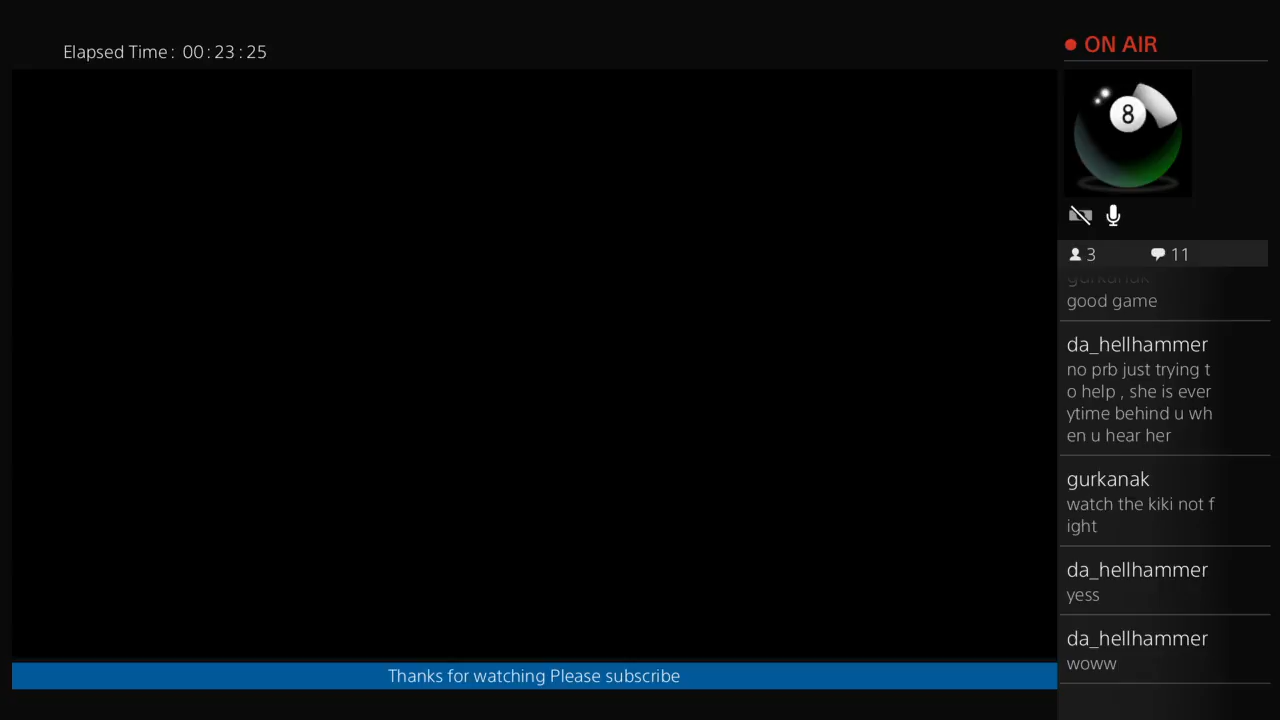 Elapsed Time: 00:23:25
ON AIR
8
3 11
gurkanak
good game
da_hellhammer
no prb just trying t
o help , she is ever
ytime behind u wh
en u hear her
gurkanak
watch the kiki not f
ight
da_hellhammer
yess
da_hellhammer
woww
Thanks for watching Please subscribe